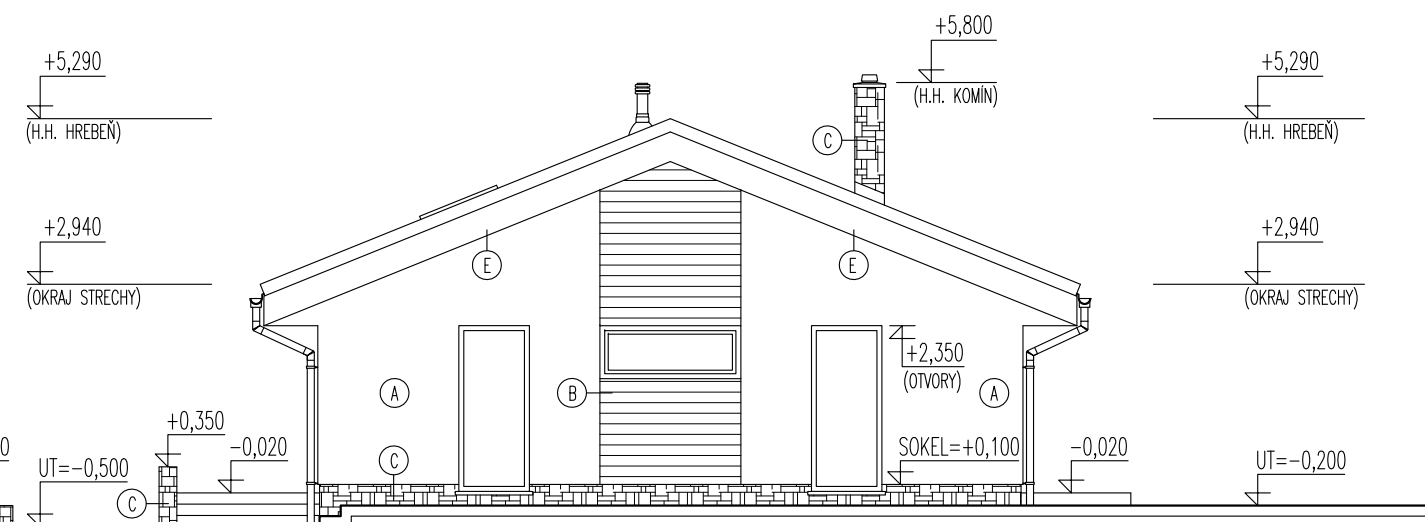 +5,800
+5,290
+5,290
(H.H. KOMÍN)
(H.H. HREBEŇ)
(H.H. HREBEŇ)
C
+2,940
+2,940
E
E
(OKRAJ STRECHY)
(OKRAJ STRECHY)
+2,350
(OTVORY)
A
B
A
+0,350
-0,020
SOKEL=+0,100
-0,020
UT=-0,500
C
UT=-0,200
C